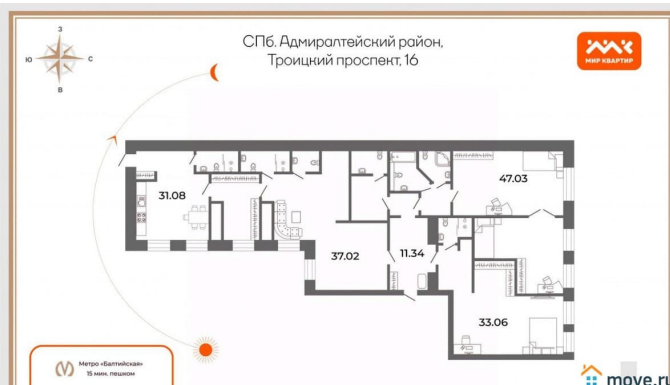 З
Ю
С
В
СПб. Адмиралтейский район,
Троицкий проспект, 16
МИР КВАРТИР
31.08
47.03
37.02
11.34
33.06
Метро «Балтийская»
15 мин. пешком
move.ru